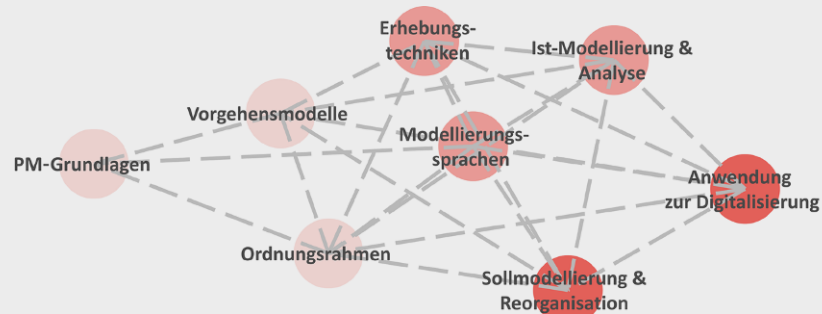 Erhebungs-
techniken
Ist-Modellierung &
Analyse
Vorgehensmodelle
Modellierungs-
sprachen
PM-Grundlagen
Anwendung
zur Digitalisierung
Ordnungsrahmen
Sollmodellierung &
Reorganisation